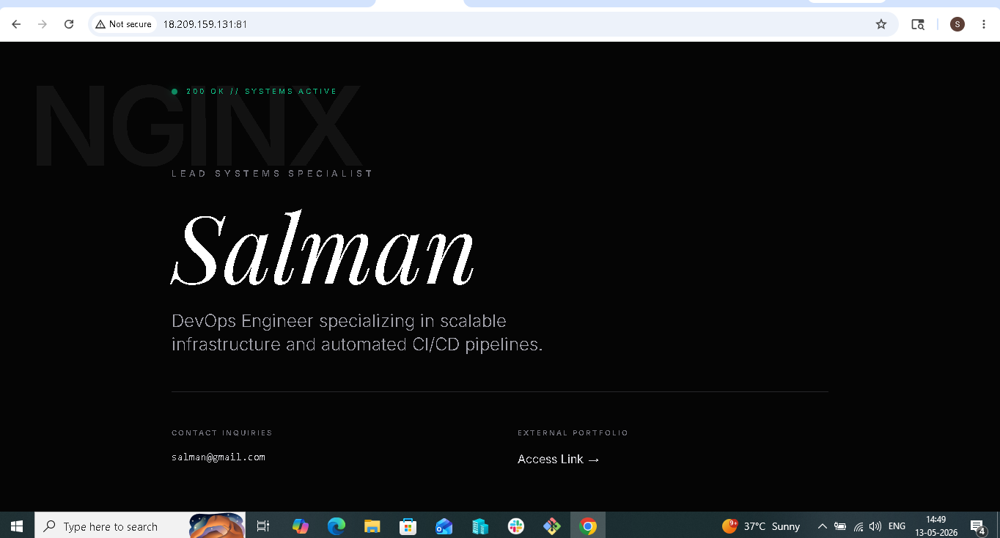 Not secure
18.209.159.131:81
S
NGINX
200 OK // SYSTEMS ACTIVE
LEAD SYSTEMS SPECIALIST
Salman
DevOps Engineer specializing in scalable
infrastructure and automated CI/CD pipelines.
CONTACT INQUIRIES
salman@gmail.com
EXTERNAL PORTFOLIO
Access Link →
Type here to search
9+
37°C Sunny
ENG
14:49
13-05-2026
4